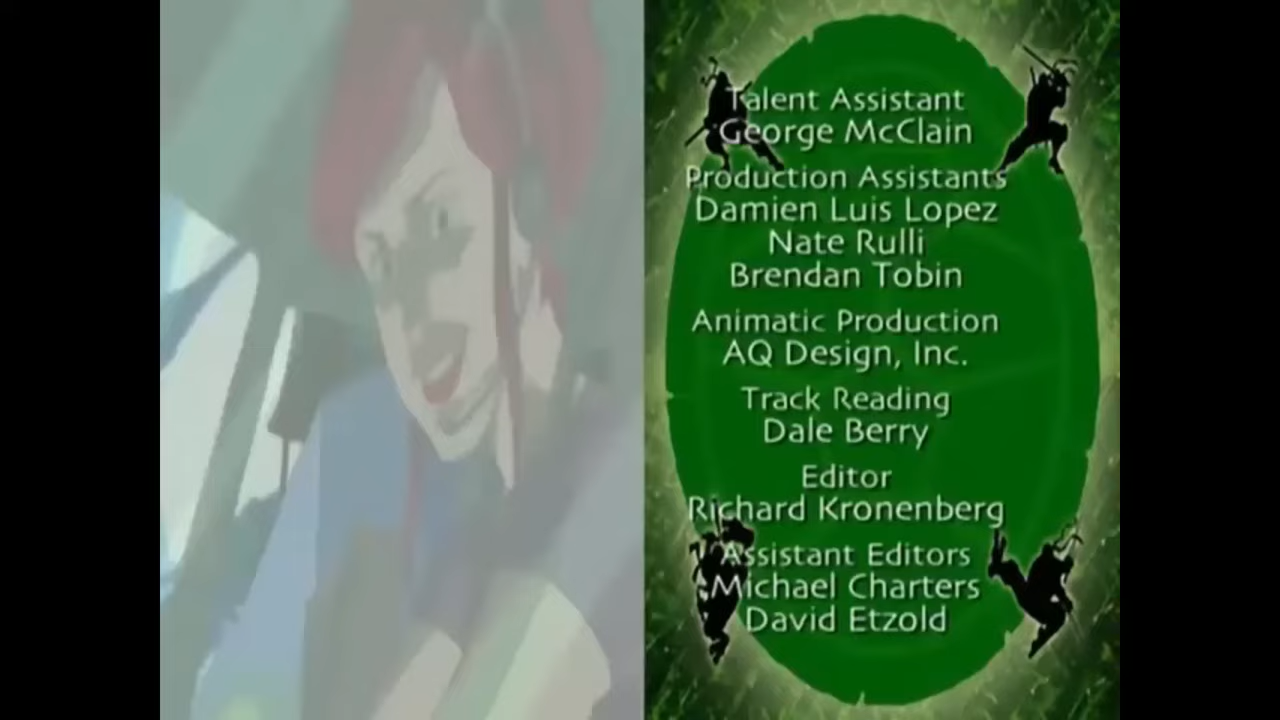 Talent Assistant
George McClain
Production Assistants
Damien Luis Lopez
Nate Rulli
Brendan Tobin
Animatic Production
AQ Design, Inc.
Track Reading
Dale Berry
Editor
Richard Kronenberg
Assistant Editors
Michael Charters
David Etzold